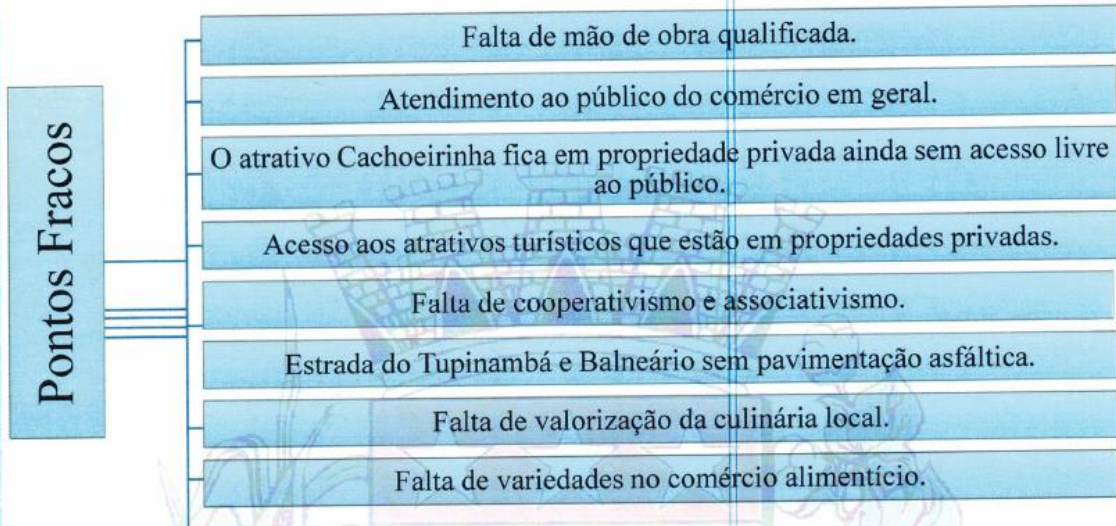 Pontos Fracos
Falta de mão de obra qualificada.
Atendimento ao público do comércio em geral.
O atrativo Cachoeirinha fica em propriedade privada ainda sem acesso livre
ao público.
Acesso aos atrativos turísticos que estão em propriedades privadas.
Falta de cooperativismo e associativismo.
Estrada do Tupinambá e Balneário sem pavimentação asfáltica.
Falta de valorização da culinária local.
Falta de variedades no comércio alimentício.